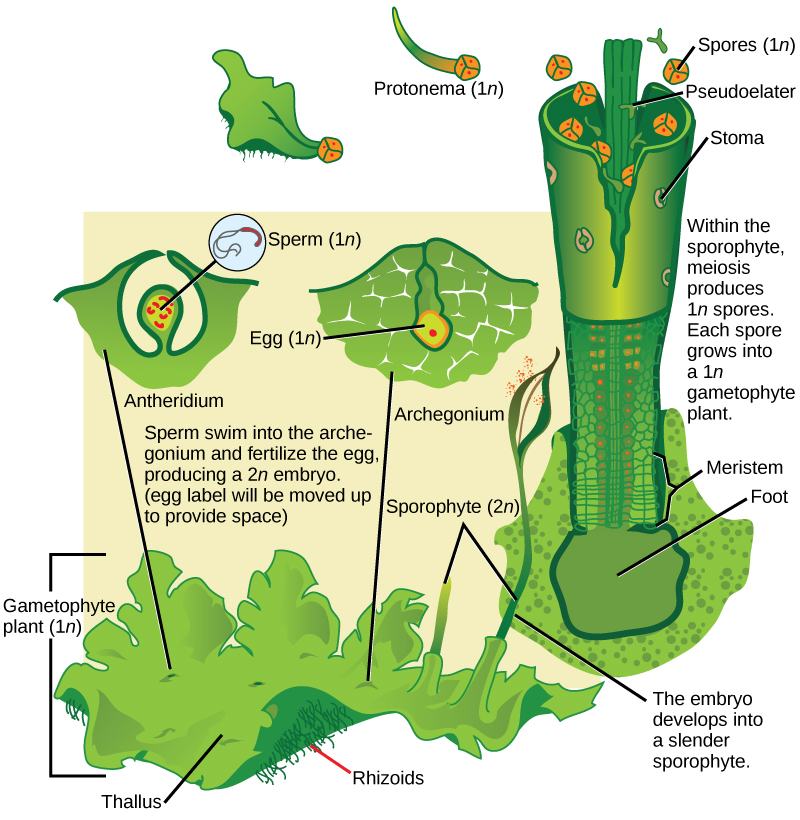 Spores (1n)
Protonema (1n)
Pseudoelater
Stoma
Within the
sporophyte,
meiosis
produces
1n spores.
Each spore
grows into
a 1n
gametophyte
plant.
Sperm (1n)
Egg (1n)
Antheridium
Archegonium
Sperm swim into the arche-
gonium and fertilize the egg,
producing a 2n embryo.
(egg label will be moved up
to provide space)
Meristem
Foot
Sporophyte (2n)
Gametophyte
plant (1n)
The embryo
develops into
a slender
sporophyte.
Rhizoids
Thallus